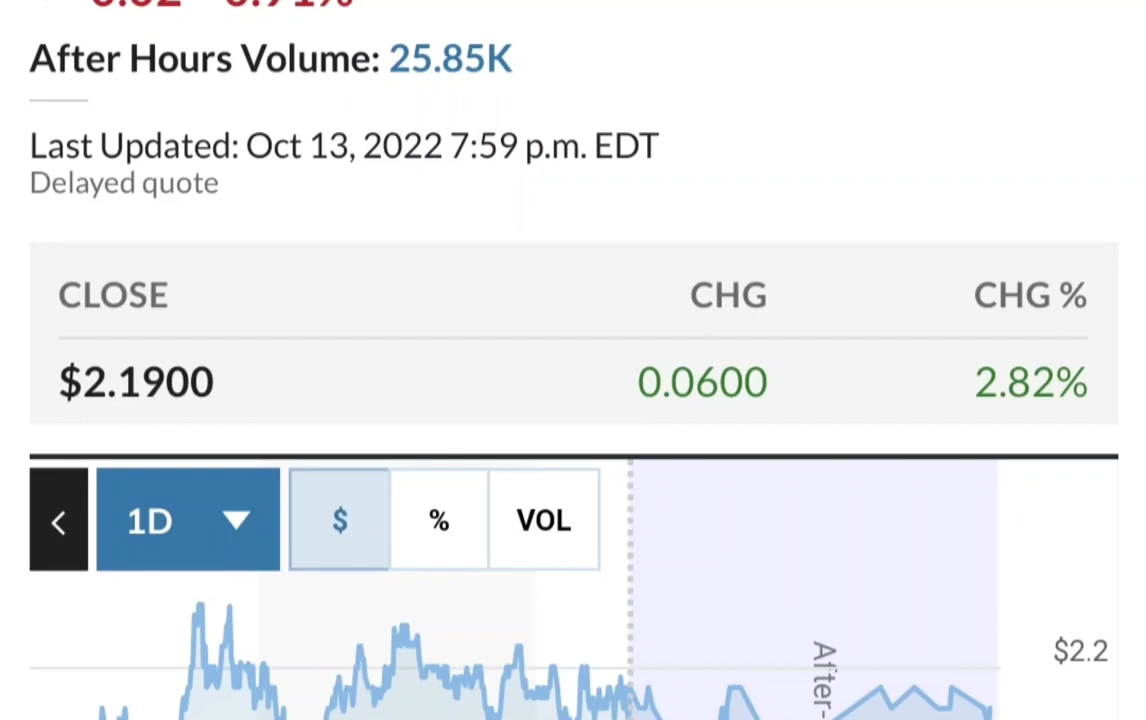 After Hours Volume: 25.85K
Last Updated: Oct 13, 2022 7:59 p.m. EDT
Delayed quote
CLOSE CHG CHG %
$2.1900 0.0600 2.82%
1D $ % VOL
$2.2
After-